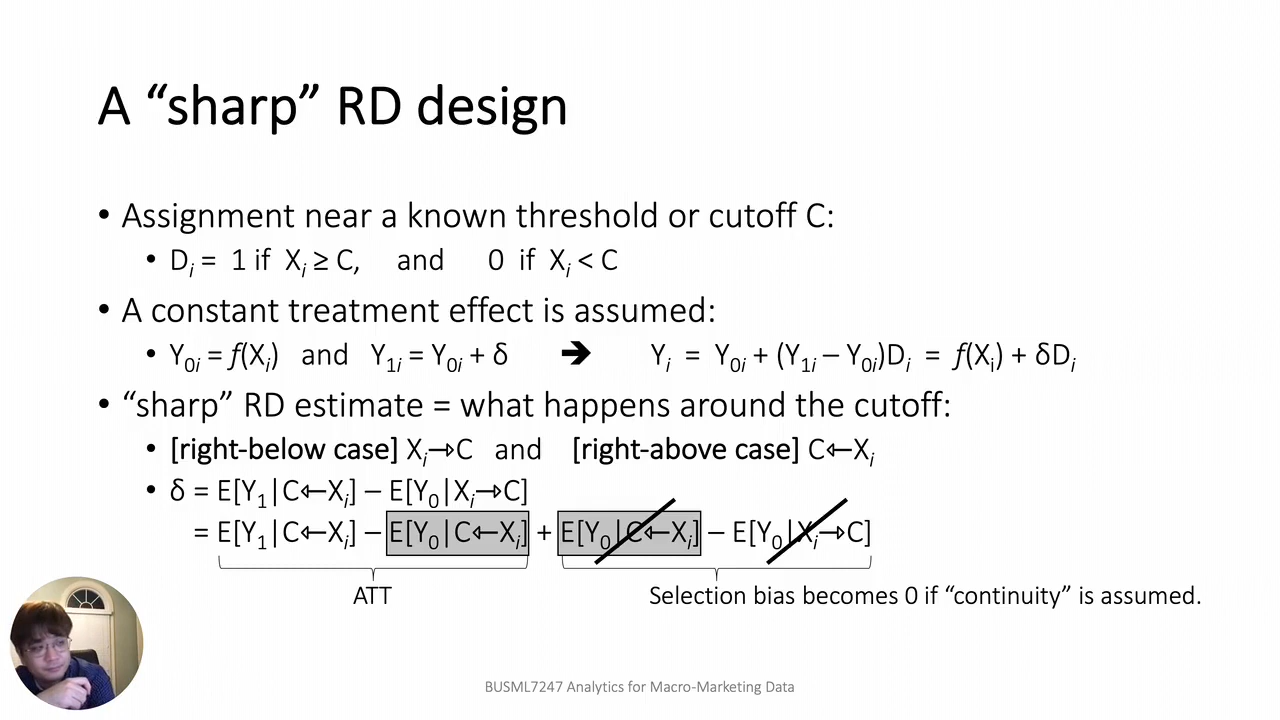 A “sharp” RD design
• Assignment near a known threshold or cutoff C:
• Dᵢ = 1 if Xᵢ ≥ C, and 0 if Xᵢ < C
• A constant treatment effect is assumed:
• Y₀ᵢ = f(Xᵢ) and Y₁ᵢ = Y₀ᵢ + δ 🡺 Yᵢ = Y₀ᵢ + (Y₁ᵢ – Y₀ᵢ)Dᵢ = f(Xᵢ) + δDᵢ
• “sharp” RD estimate = what happens around the cutoff:
• [right-below case] Xᵢ⇾C and [right-above case] C⇽Xᵢ
• δ = E[Y₁|C⇽Xᵢ] – E[Y₀|Xᵢ⇾C]
= E[Y₁|C⇽Xᵢ] – E[Y₀|C⇽Xᵢ] + E[Y₀|C⇽Xᵢ] – E[Y₀|Xᵢ⇾C]
ATT Selection bias becomes 0 if “continuity” is assumed.
BUSML7247 Analytics for Macro-Marketing Data